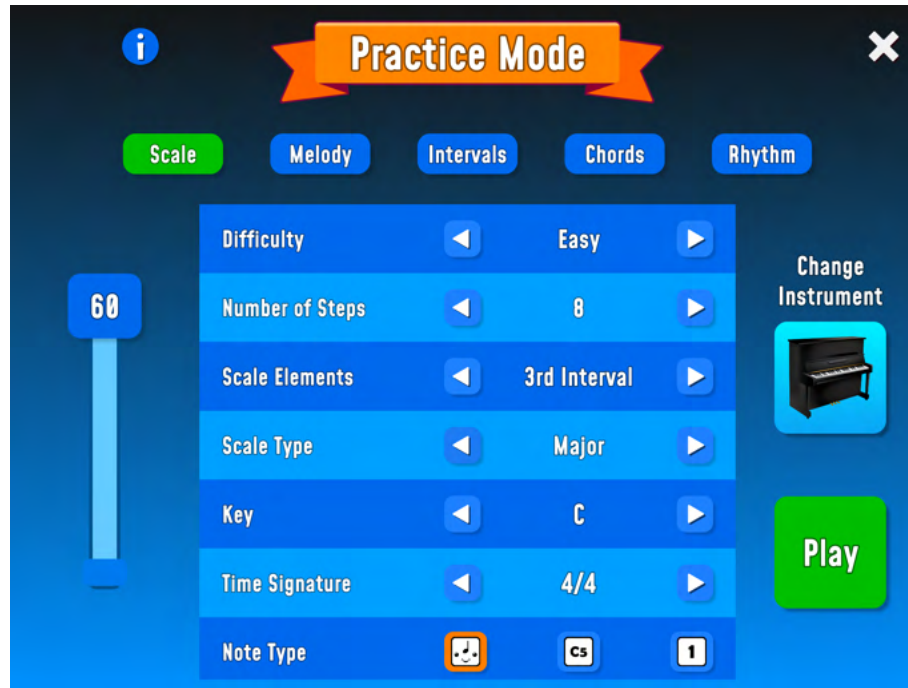 i
Practice Mode
Scale
Melody
Intervals
Chords
Rhythm
Difficulty
Easy
Number of Steps
8
Scale Elements
3rd Interval
Scale Type
Major
Key
C
Time Signature
4/4
Note Type
C5
1
60
Change
Instrument
Play